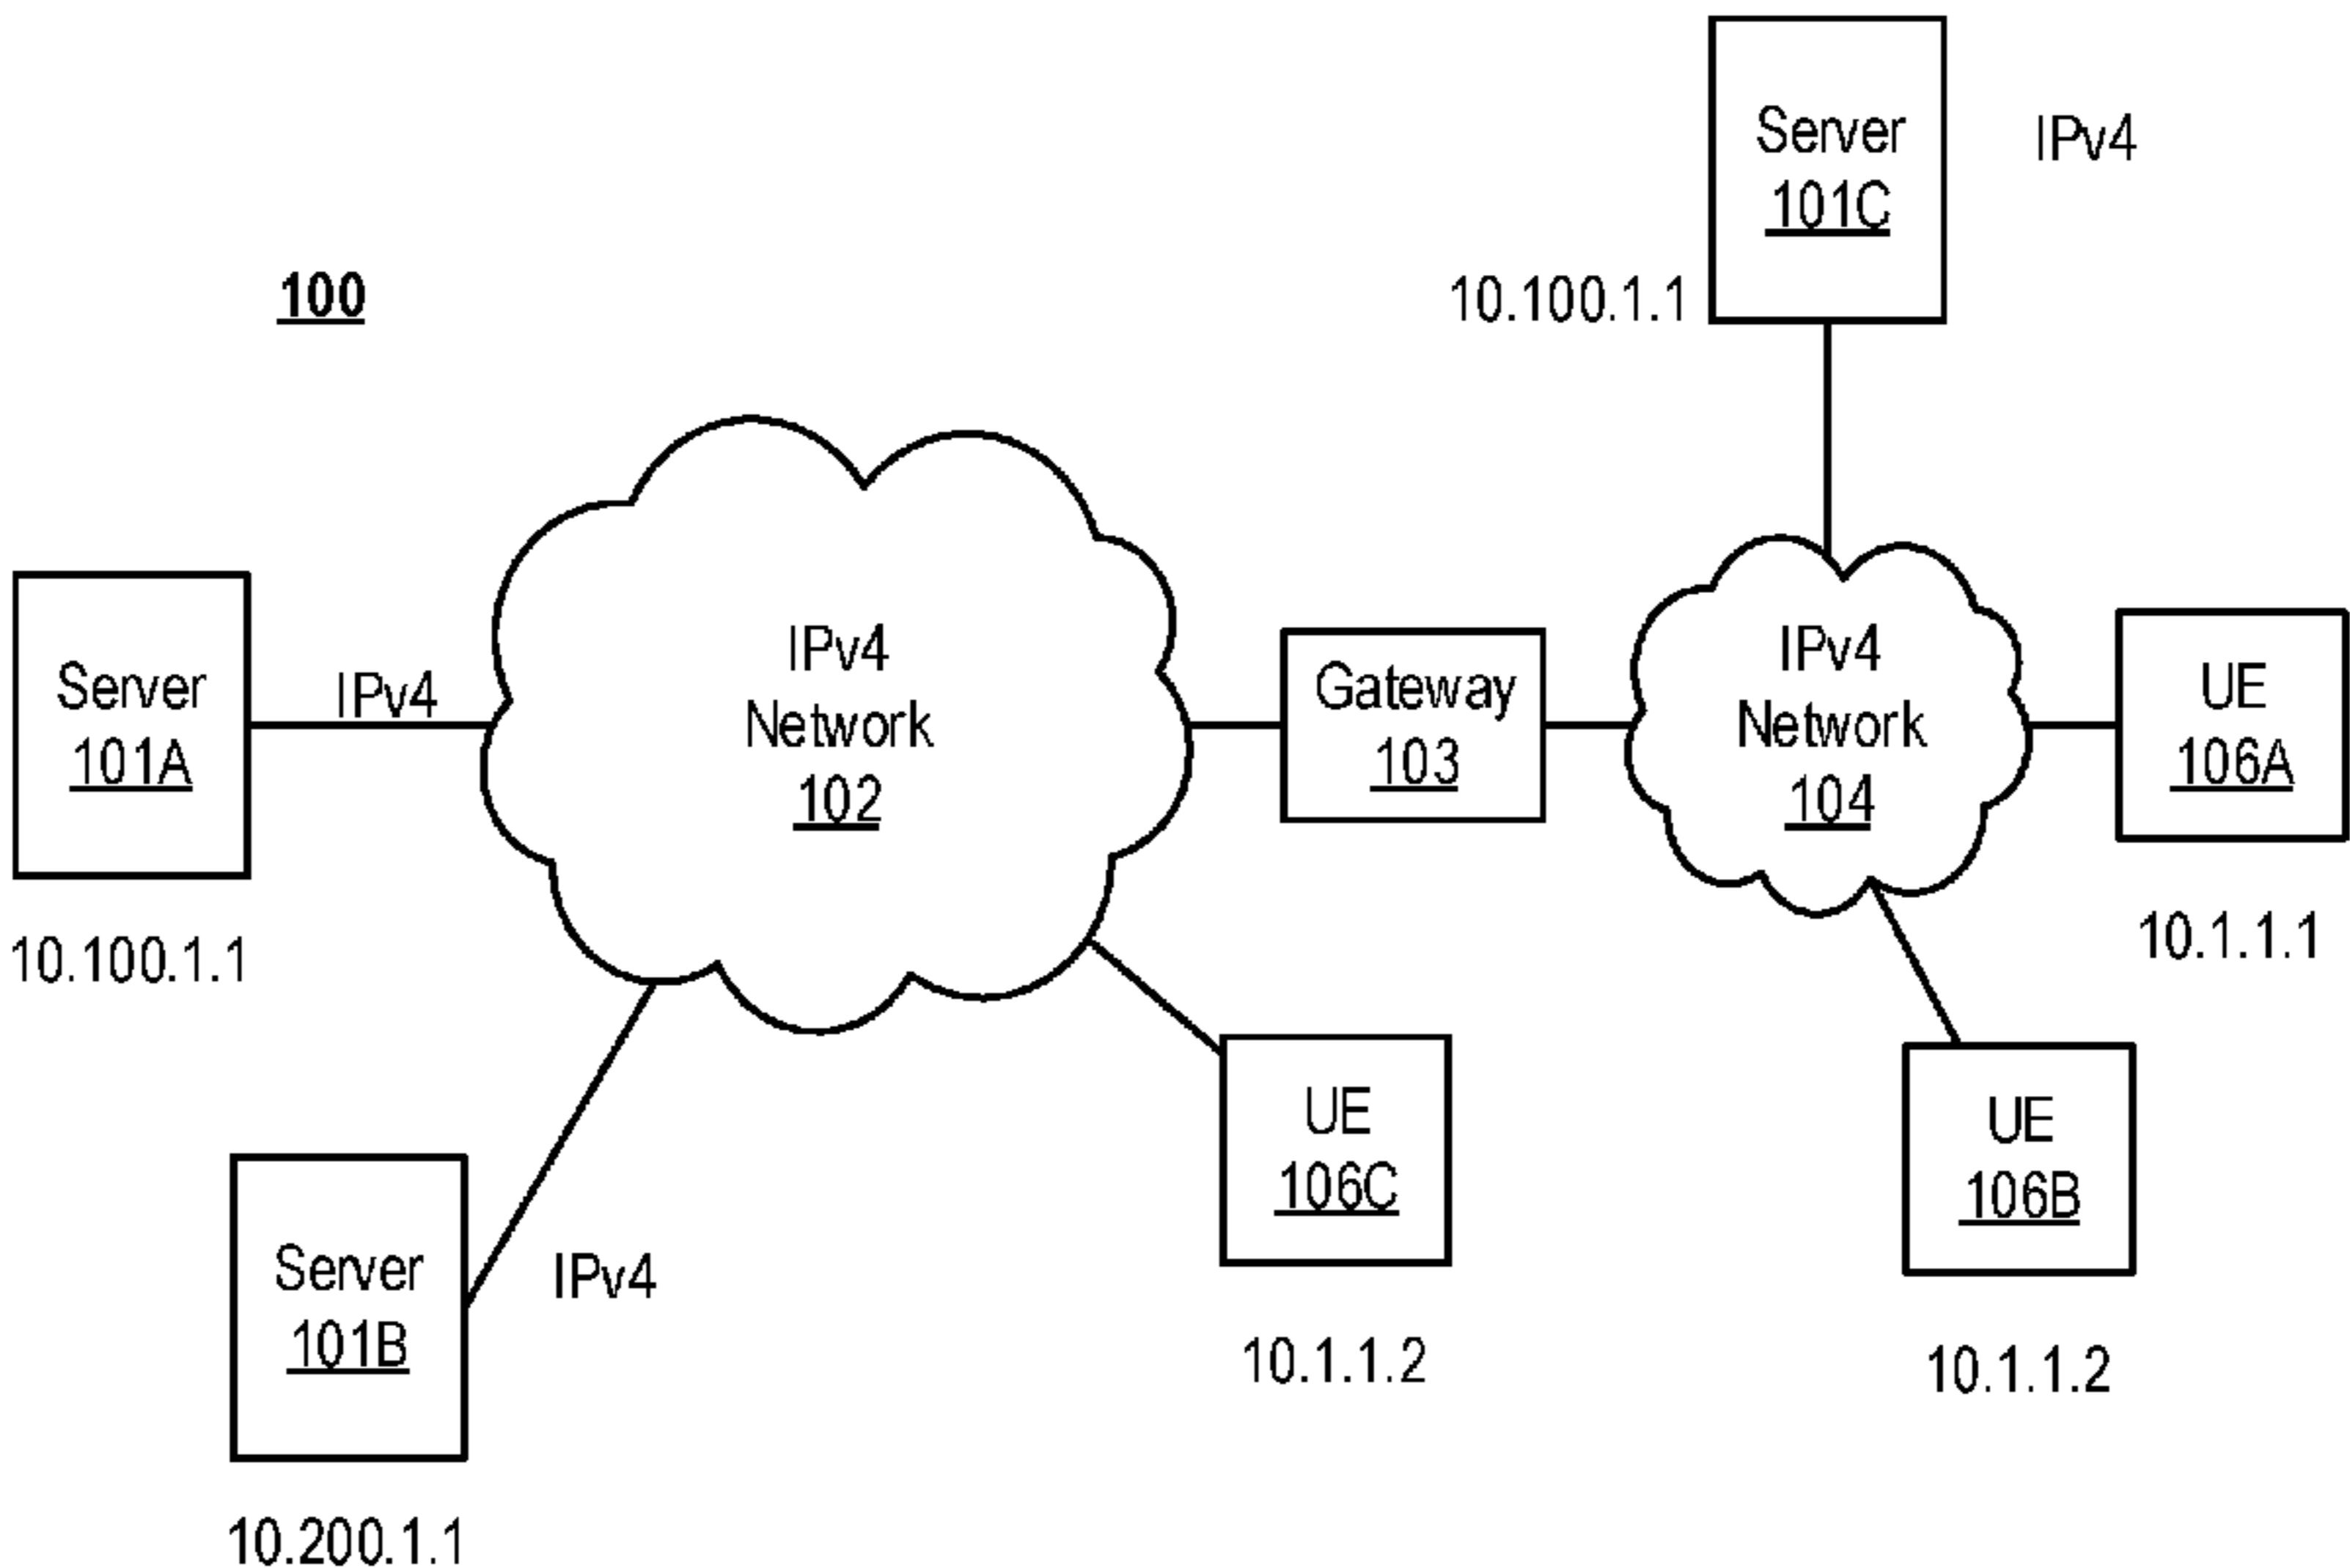 Server
101C
IPv4
10.100.1.1
100
IPv4
Network
102
Server
101A
IPv4
10.100.1.1
Gateway
103
IPv4
Network
104
UE
106A
10.1.1.1
UE
106C
10.1.1.2
UE
106B
10.1.1.2
Server
101B
IPv4
10.200.1.1